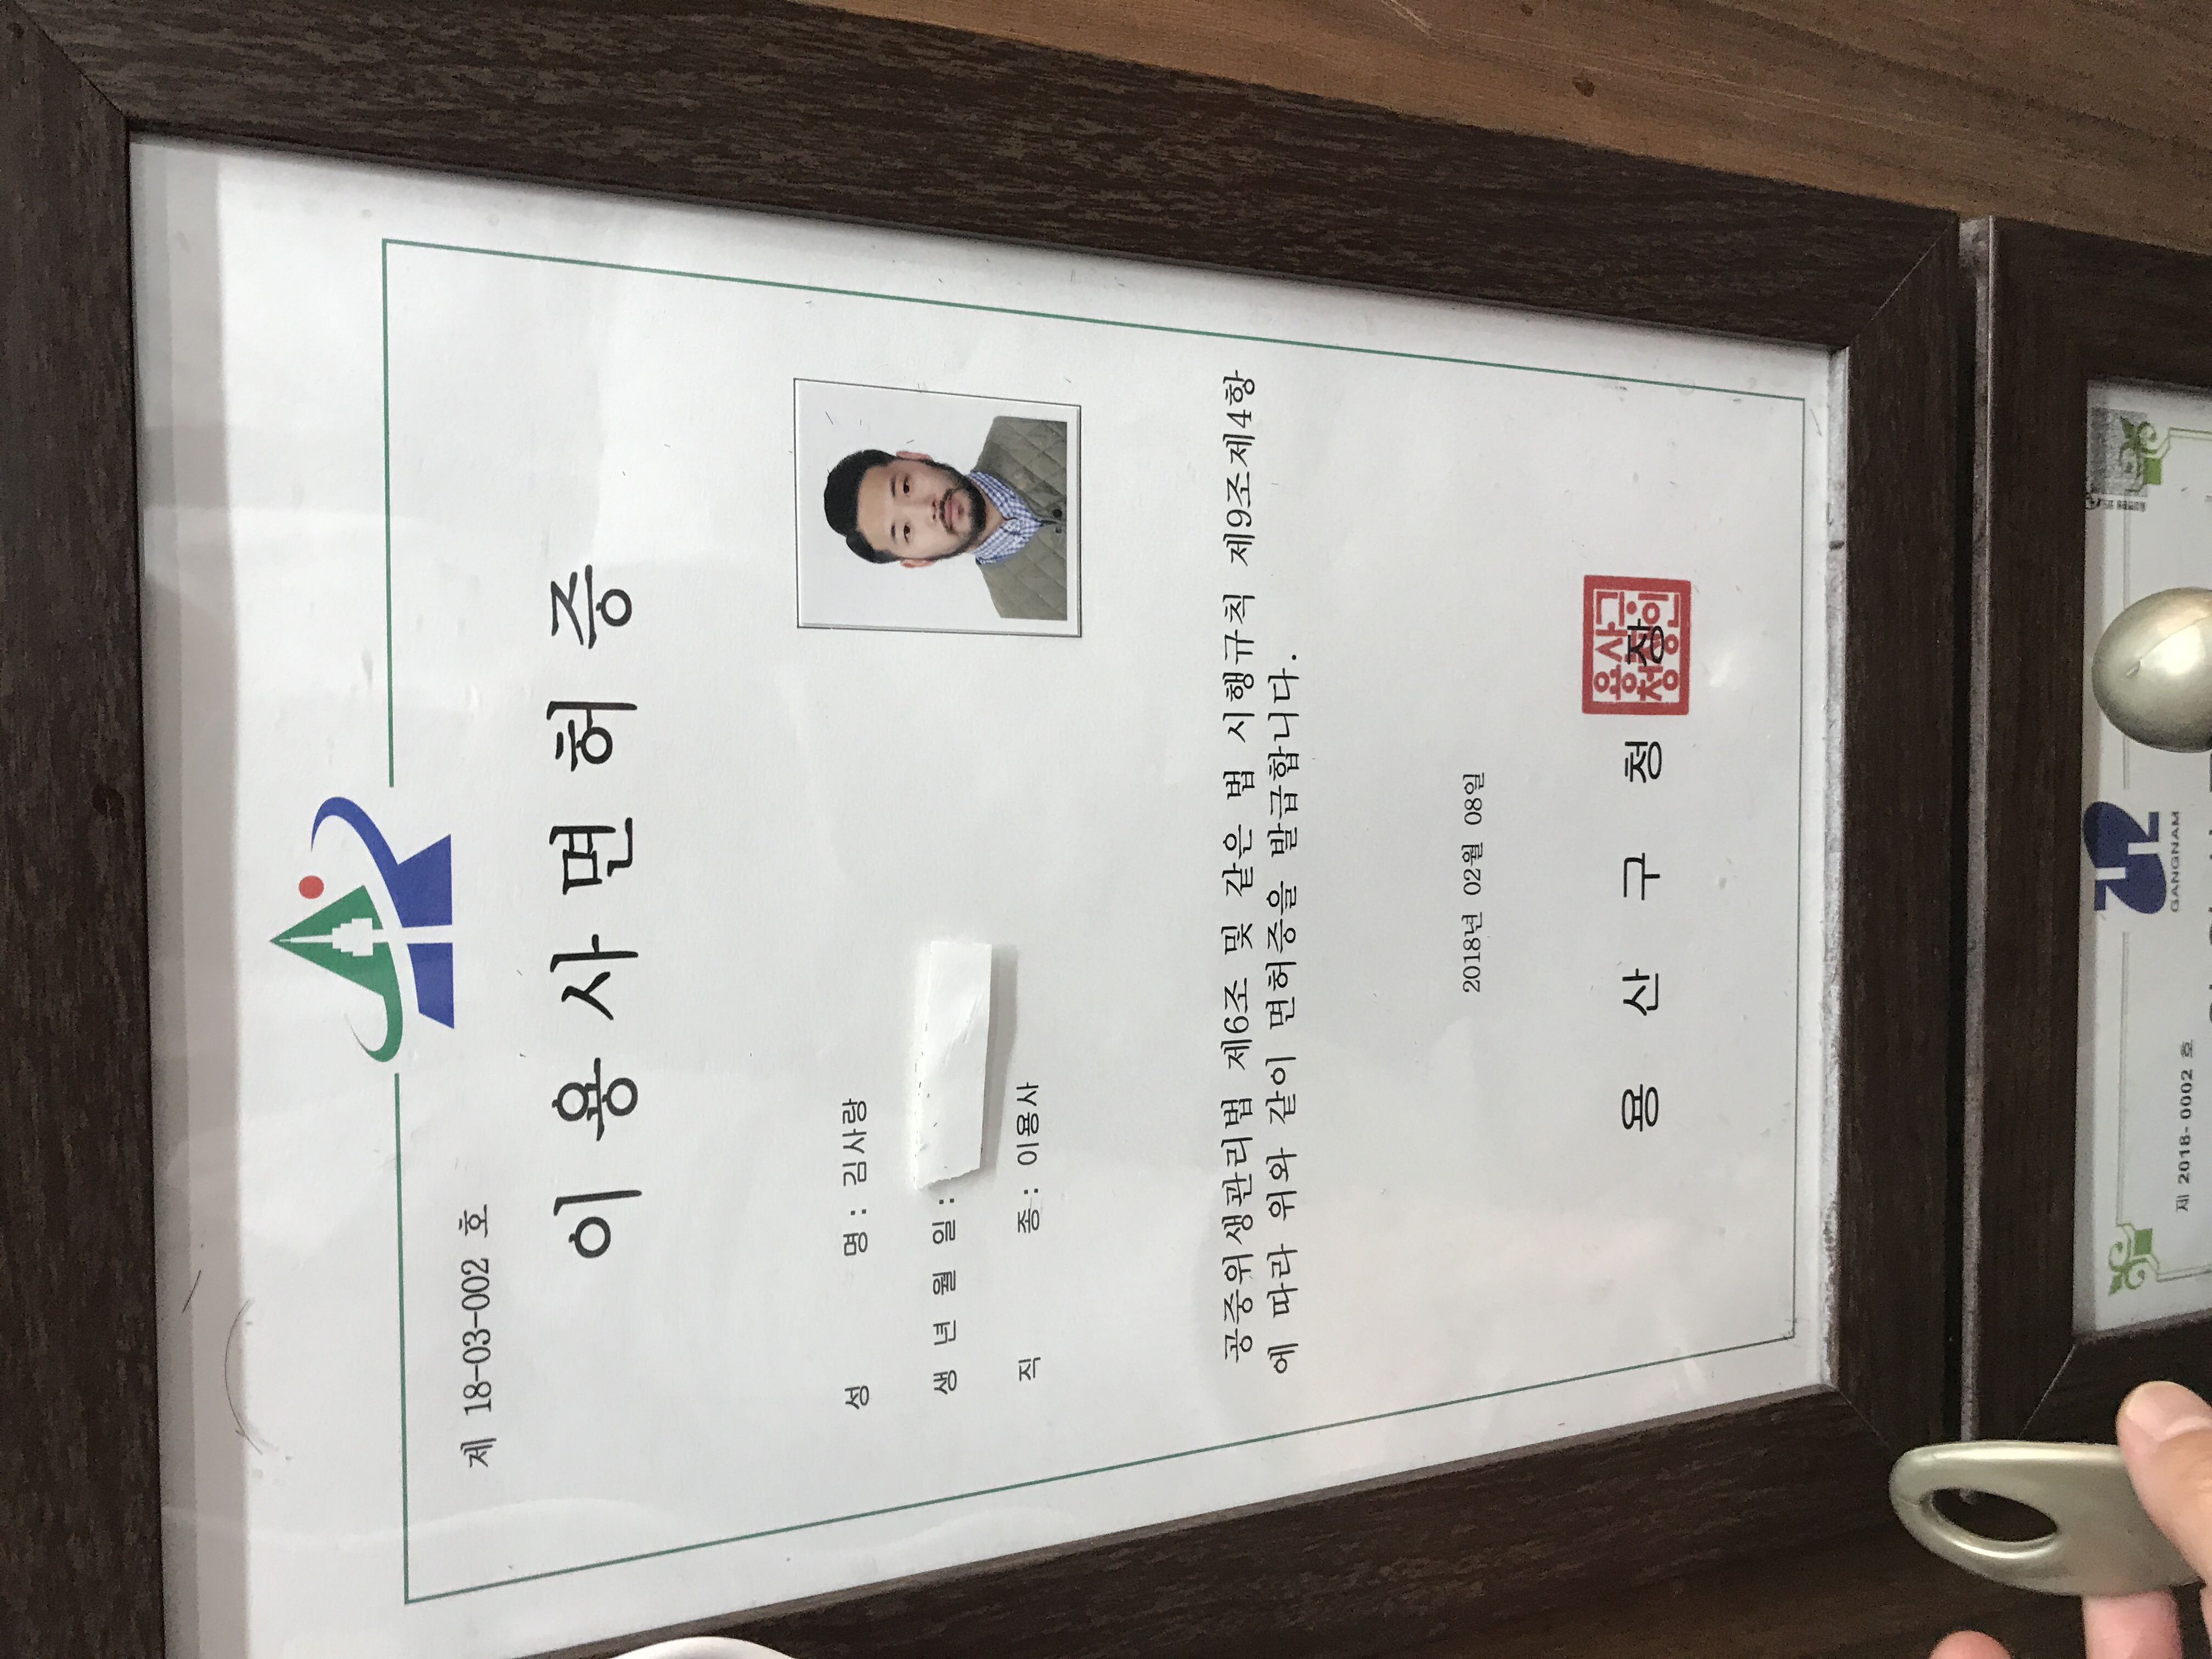 제 18-03-002 호
이용사면허증
성 명 : 김사랑
생 년 월 일 :
직 종 : 이용사
공중위생관리법 제6조 및 같은 법 시행규칙 제9조제4항
에 따라 위와 같이 면허증을 발급합니다.
2018년 02월 08일
용 산 구 청 장
용산구
청장인
GANGNAM
제 2018- 0002 호